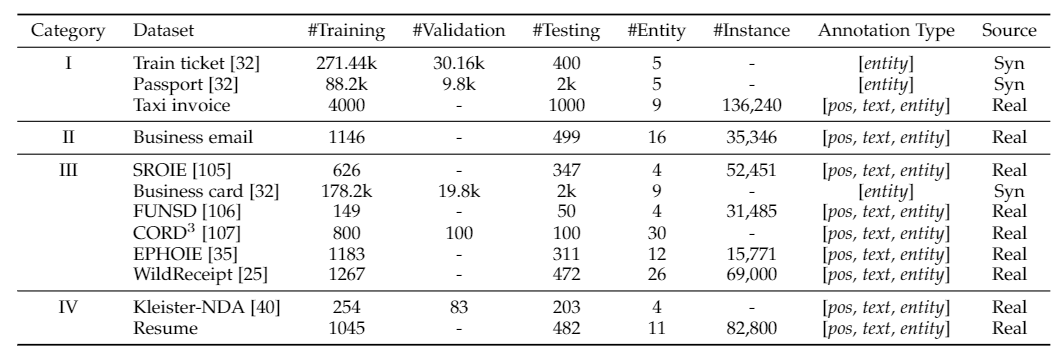 Category Dataset #Training #Validation #Testing #Entity #Instance Annotation Type Source
I Train ticket [32] 271.44k 30.16k 400 5 - [entity] Syn
Passport [32] 88.2k 9.8k 2k 5 - [entity] Syn
Taxi invoice 4000 - 1000 9 136,240 [pos, text, entity] Real
II Business email 1146 - 499 16 35,346 [pos, text, entity] Real
III SROIE [105] 626 - 347 4 52,451 [pos, text, entity] Real
Business card [32] 178.2k 19.8k 2k 9 - [entity] Syn
FUNSD [106] 149 - 50 4 31,485 [pos, text, entity] Real
CORD³ [107] 800 100 100 30 - [pos, text, entity] Real
EPHOIE [35] 1183 - 311 12 15,771 [pos, text, entity] Real
WildReceipt [25] 1267 - 472 26 69,000 [pos, text, entity] Real
IV Kleister-NDA [40] 254 83 203 4 - [pos, text, entity] Real
Resume 1045 - 482 11 82,800 [pos, text, entity] Real